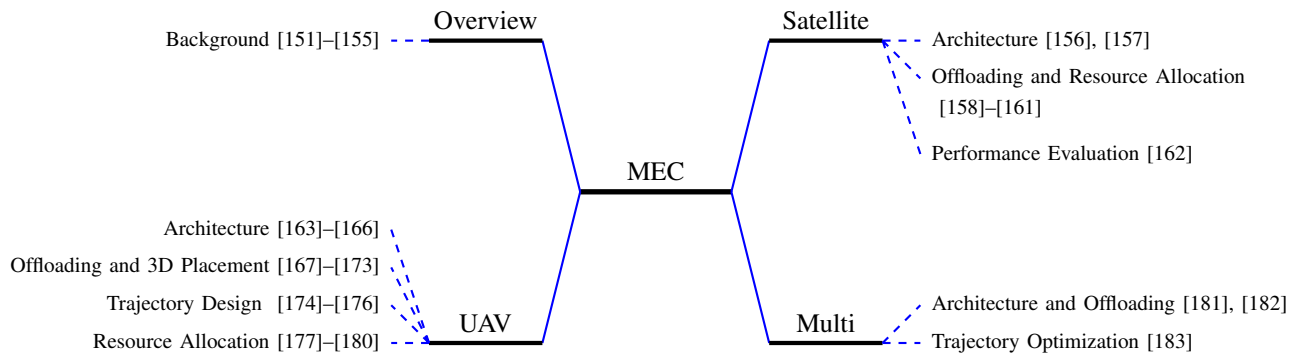 Overview
Background [151]–[155]
Satellite
Architecture [156], [157]
Offloading and Resource Allocation
[158]–[161]
Performance Evaluation [162]
MEC
Architecture [163]–[166]
Offloading and 3D Placement [167]–[173]
Trajectory Design [174]–[176]
Resource Allocation [177]–[180]
UAV
Multi
Architecture and Offloading [181], [182]
Trajectory Optimization [183]